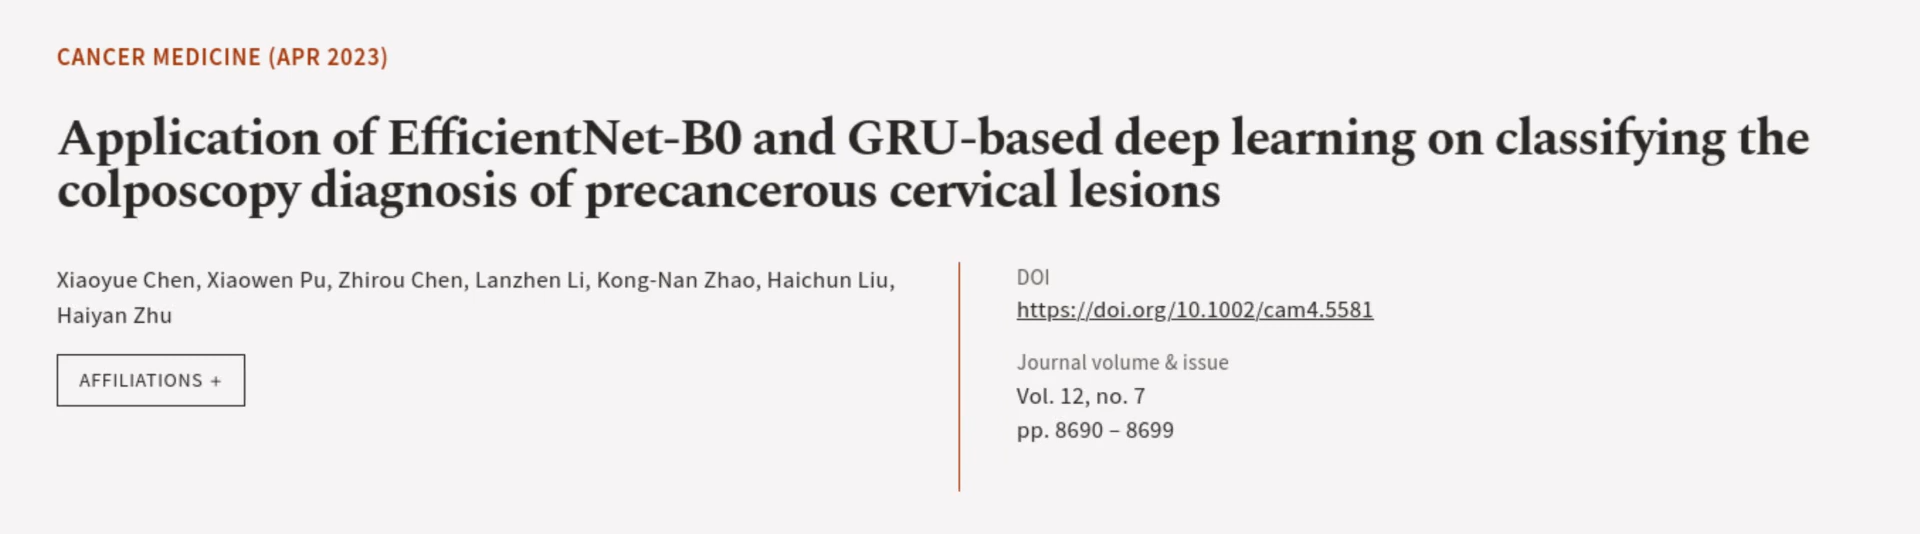 CANCER MEDICINE (APR 2023)
Application of EfficientNet-B0 and GRU-based deep learning on classifying the
colposcopy diagnosis of precancerous cervical lesions
Xiaoyue Chen, Xiaowen Pu, Zhirou Chen, Lanzhen Li, Kong-Nan Zhao, Haichun Liu,
Haiyan Zhu
AFFILIATIONS +
DOI
https://doi.org/10.1002/cam4.5581
Journal volume & issue
Vol. 12, no. 7
pp. 8690 – 8699